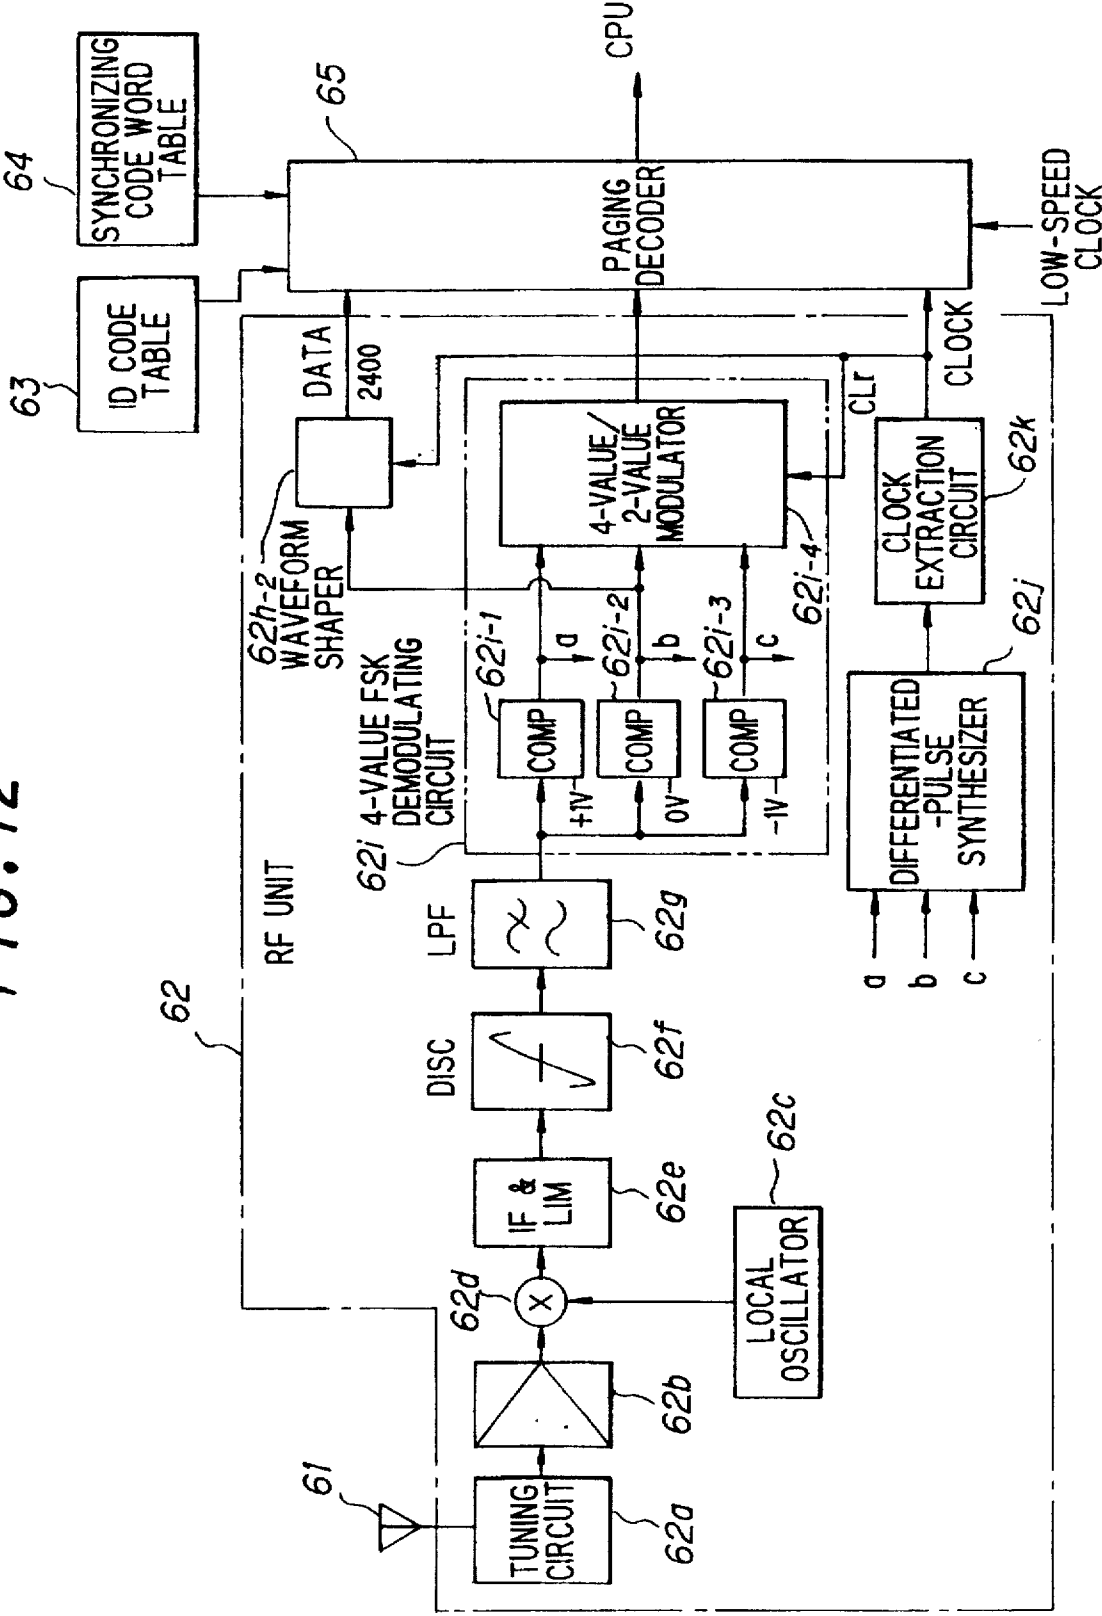 FIG. 12
62
RF UNIT
61
TUNING
CIRCUIT
62a
62b
62d
X
LOCAL
OSCILLATOR
62c
IF &
LIM
62e
DISC
62f
LPF
62g
62i 4-VALUE FSK
DEMODULATING
CIRCUIT
COMP
+1V
62i-1
a
COMP
0V
62i-2
b
COMP
-1V
62i-3
c
4-VALUE/
2-VALUE
MODULATOR
62i-4
62h-2
WAVEFORM
SHAPER
DATA
2400
a
b
c
DIFFERENTIATED
-PULSE
SYNTHESIZER
62j
CLOCK
EXTRACTION
CIRCUIT
62k
CLr
CLOCK
63
ID CODE
TABLE
64
SYNCHRONIZING
CODE WORD
TABLE
65
PAGING
DECODER
LOW-SPEED
CLOCK
CPU